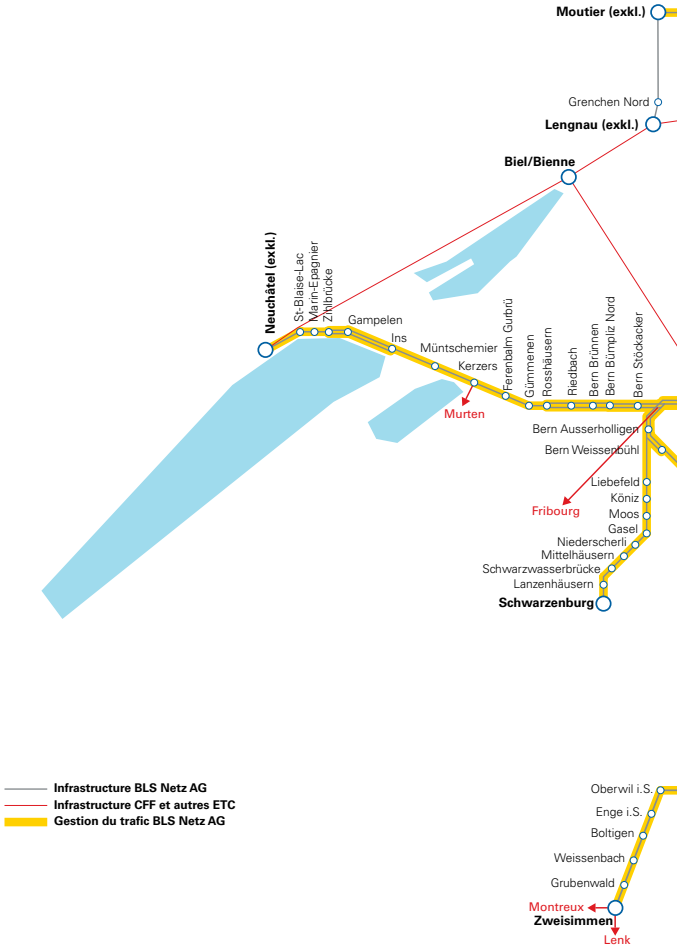 Moutier (exkl.)
Grenchen Nord
Lengnau (exkl.)
Biel/Bienne
Neuchâtel (exkl.)
St-Blaise-Lac
Marin-Epagnier
Zihlbrücke
Gampelen
Ins
Müntschemier
Kerzers
Murten
Ferenbalm Gurbrü
Gümmenen
Rosshäusern
Riedbach
Bern Brünnen
Bern Bümpliz Nord
Bern Stöckacker
Bern Ausserholligen
Bern Weissenbühl
Liebefeld
Köniz
Fribourg
Moos
Gasel
Niederscherli
Mittelhäusern
Schwarzwasserbrücke
Lanzenhäusern
Schwarzenburg
Infrastructure BLS Netz AG
Infrastructure CFF et autres ETC
Gestion du trafic BLS Netz AG
Oberwil i.S.
Enge i.S.
Boltigen
Weissenbach
Grubenwald
Montreux
Zweisimmen
Lenk